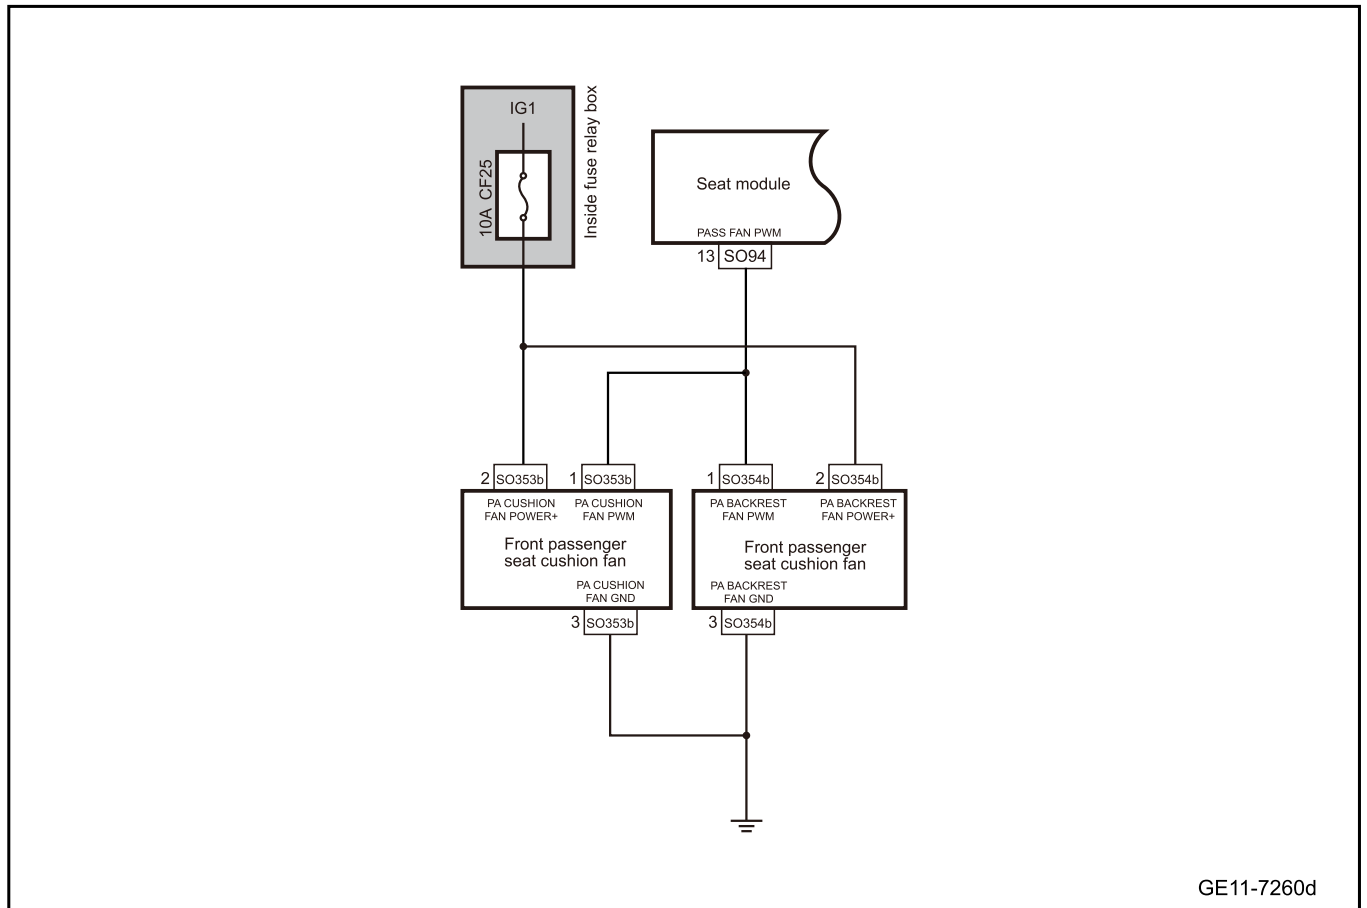 IG1
10A CF25
Inside fuse relay box
Seat module
PASS FAN PWM
13 SO94
2 SO353b
1 SO353b
1 SO354b
2 SO354b
PA CUSHION
FAN POWER+
PA CUSHION
FAN PWM
PA BACKREST
FAN PWM
PA BACKREST
FAN POWER+
Front passenger
seat cushion fan
Front passenger
seat cushion fan
PA CUSHION
FAN GND
PA BACKREST
FAN GND
3 SO353b
3 SO354b
GE11-7260d